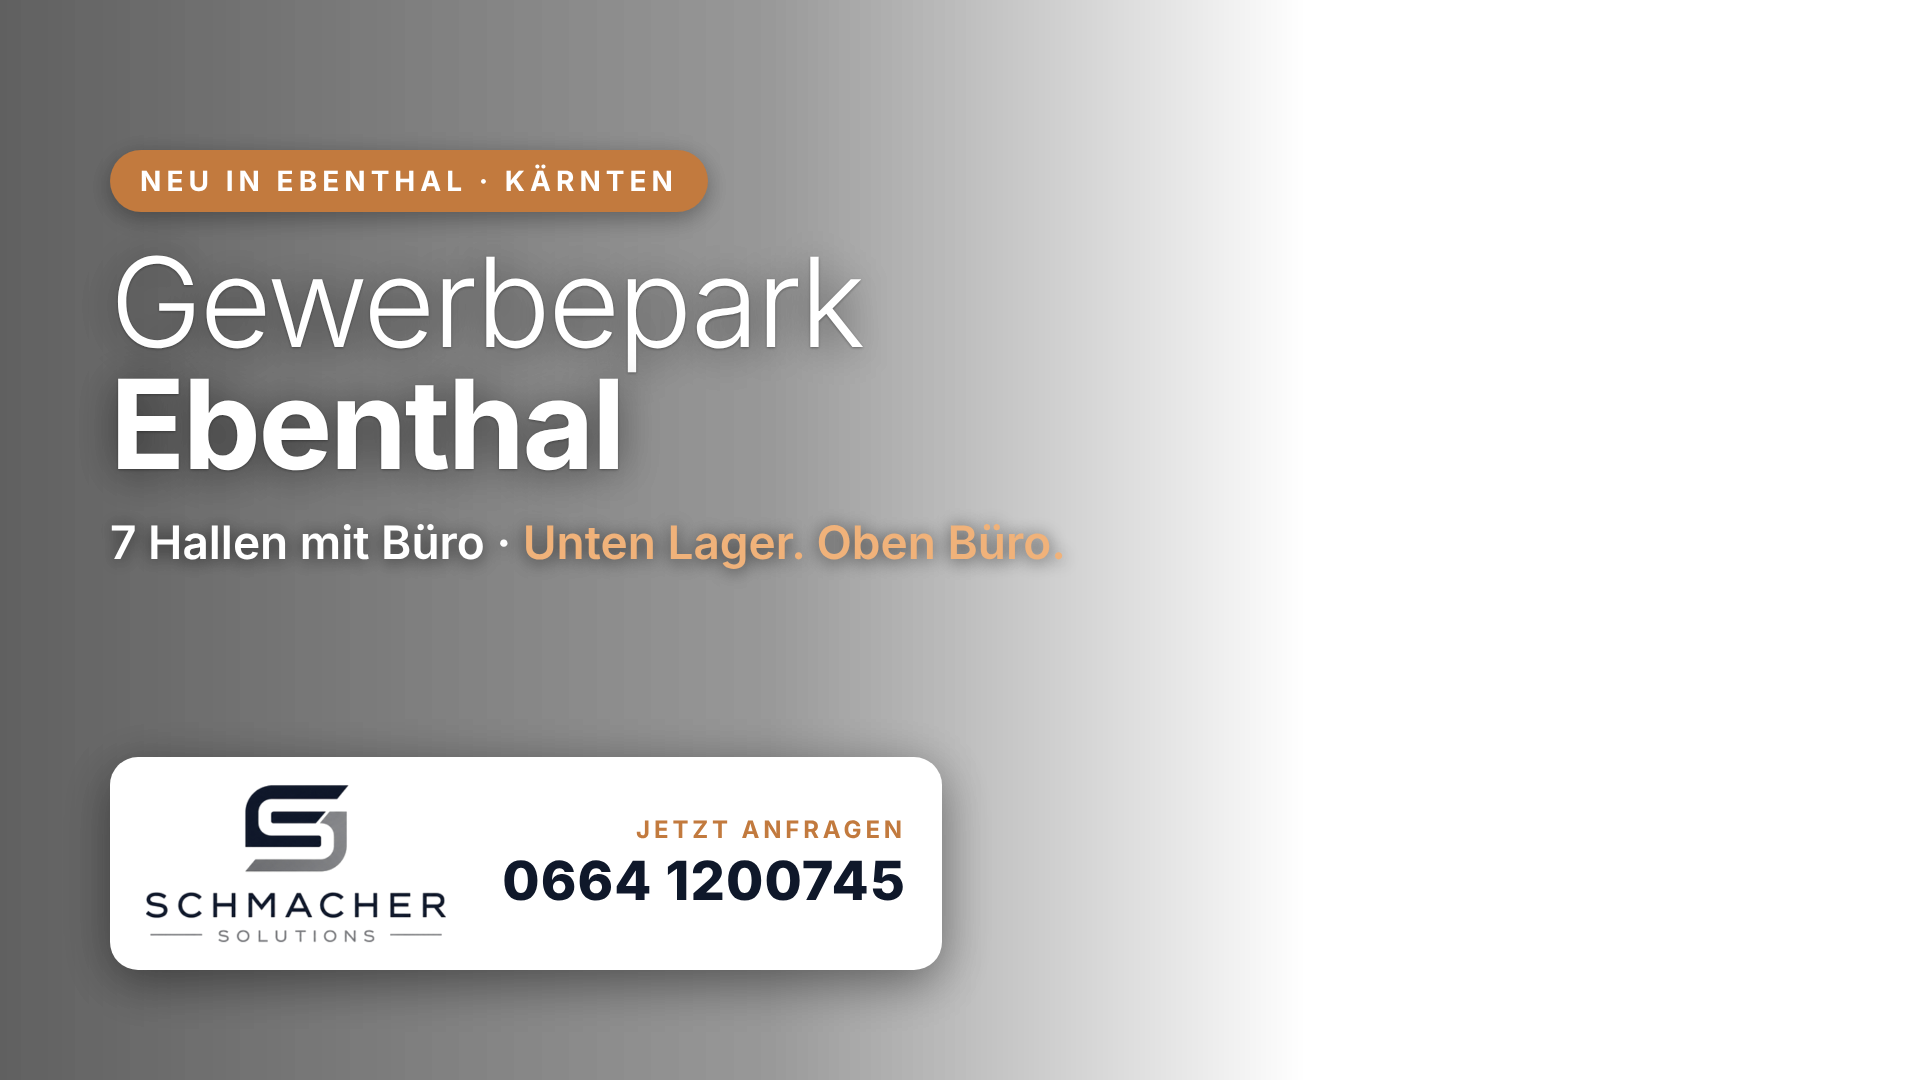 NEU IN EBENTHAL · KÄRNTEN
Gewerbepark
Ebenthal
7 Hallen mit Büro · Unten Lager. Oben Büro.
SCHMACHER
SOLUTIONS
JETZT ANFRAGEN
0664 1200745